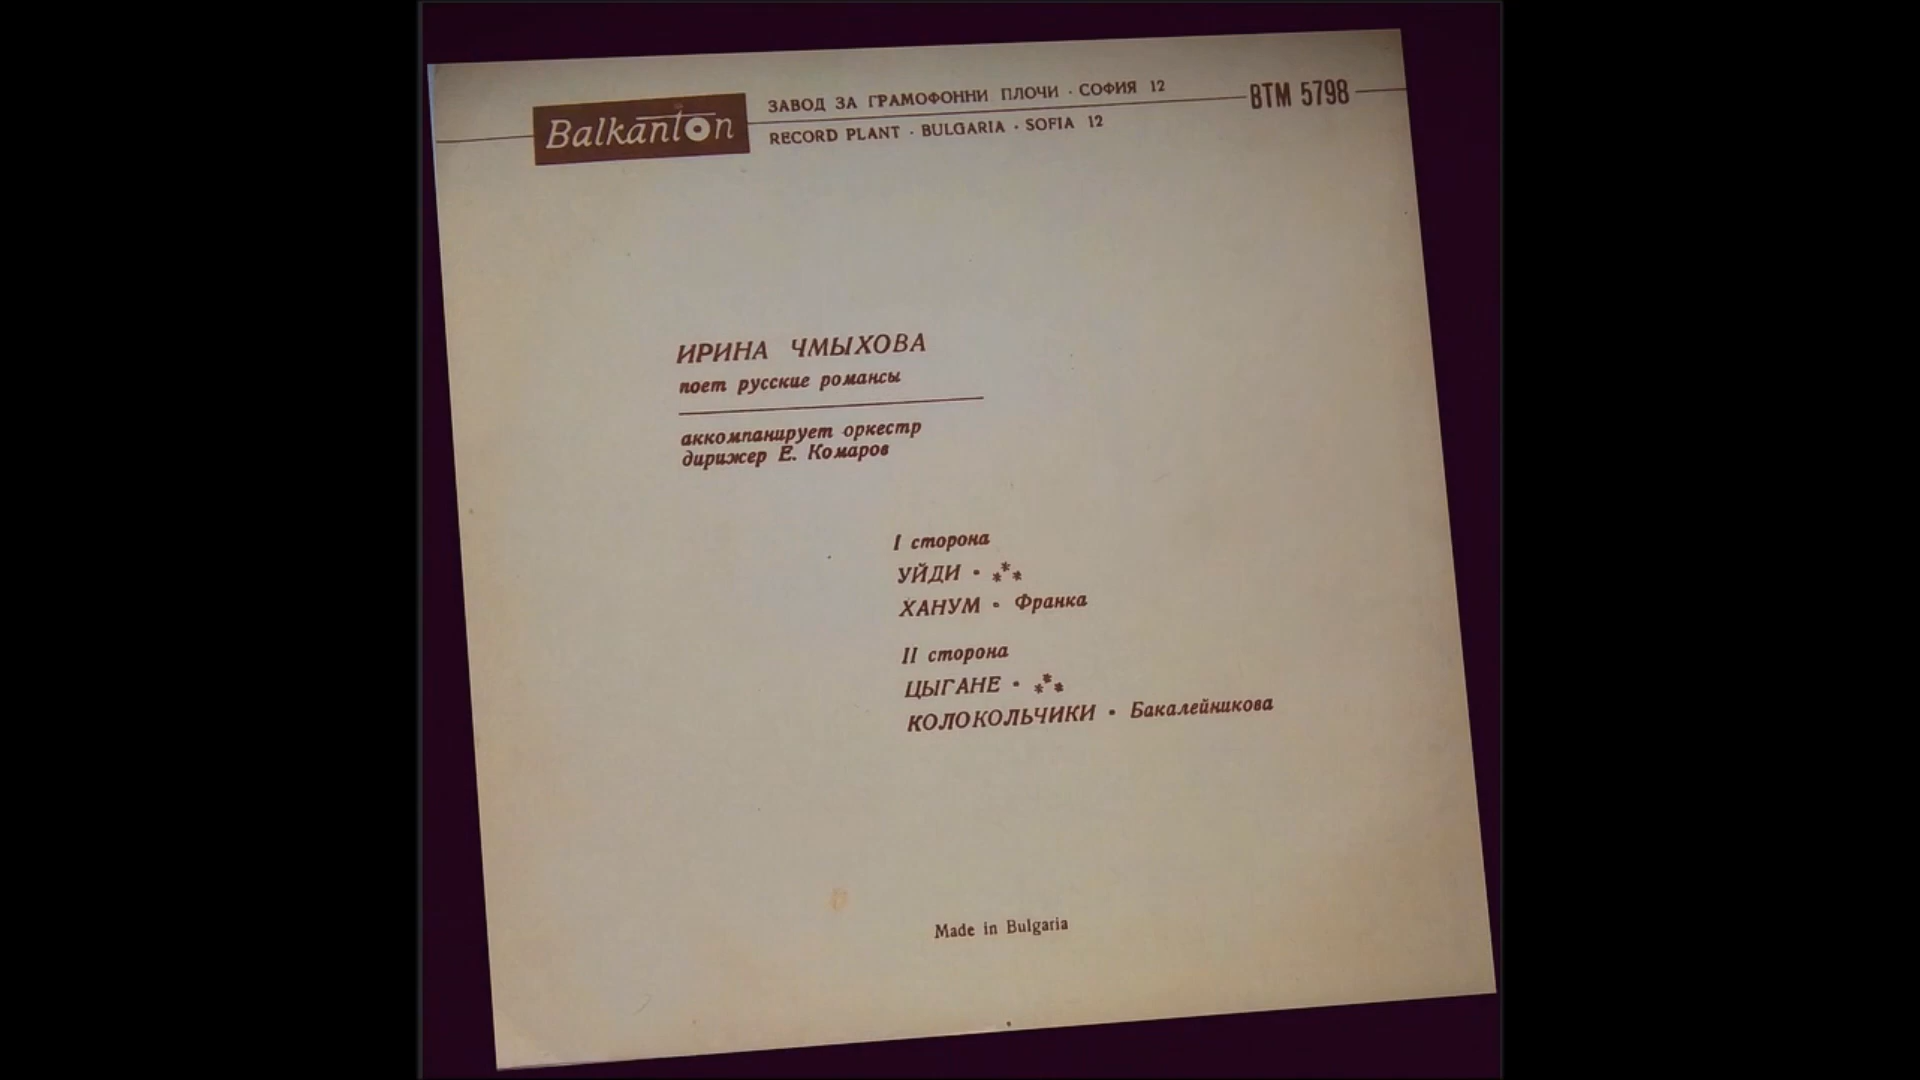 Balkanton
ЗАВОД ЗА ГРАМОФОННИ ПЛОЧИ · СОФИЯ 12
RECORD PLANT · BULGARIA · SOFIA 12
ВТМ 5798
ИРИНА ЧМЫХОВА
поет русские романсы
аккомпанирует оркестр
дирижер Е. Комаров
I сторона
УЙДИ • ***
ХАНУМ • Франка
II сторона
ЦЫГАНЕ • ***
КОЛОКОЛЬЧИКИ • Бакалейникова
Made in Bulgaria